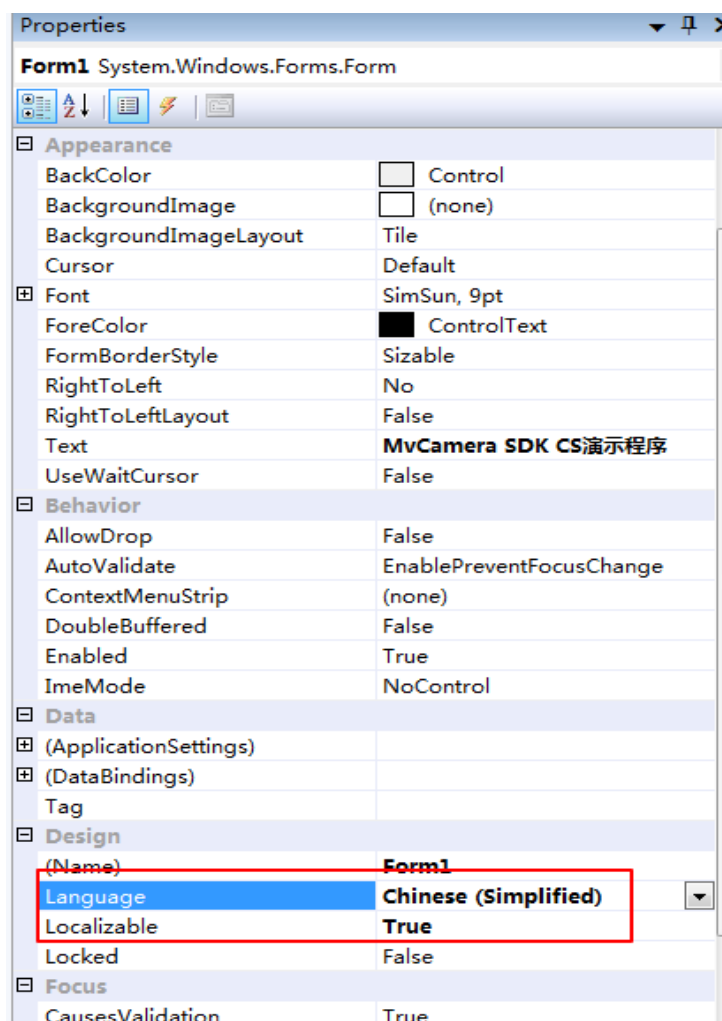 Properties
Form1 System.Windows.Forms.Form
Appearance
BackColor Control
BackgroundImage (none)
BackgroundImageLayout Tile
Cursor Default
Font SimSun, 9pt
ForeColor ControlText
FormBorderStyle Sizable
RightToLeft No
RightToLeftLayout False
Text MvCamera SDK CS演示程序
UseWaitCursor False
Behavior
AllowDrop False
AutoValidate EnablePreventFocusChange
ContextMenuStrip (none)
DoubleBuffered False
Enabled True
ImeMode NoControl
Data
(ApplicationSettings)
(DataBindings)
Tag
Design
(Name) Form1
Language Chinese (Simplified)
Localizable True
Locked False
Focus
CausesValidation True